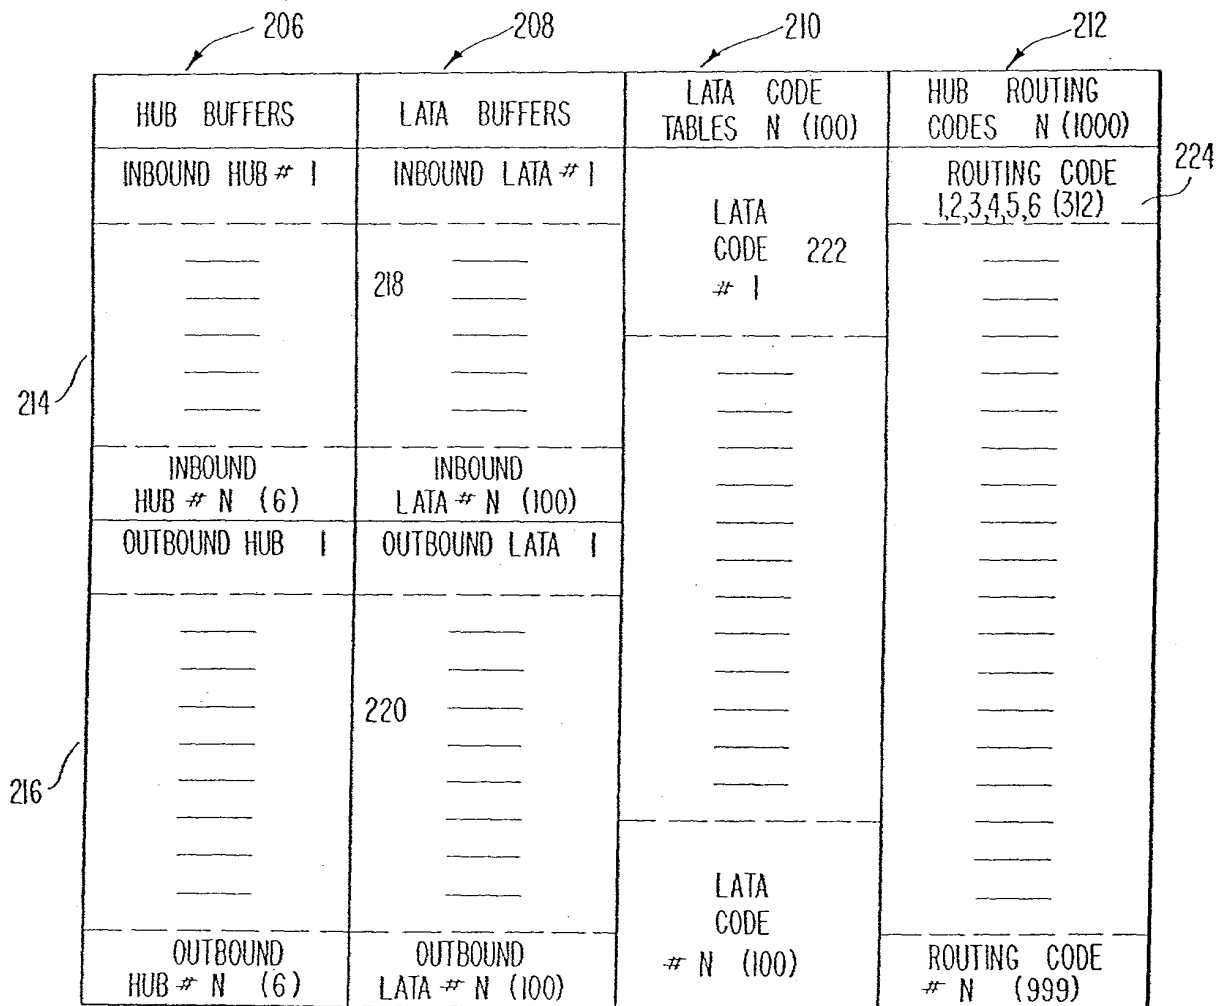 206
208
210
212
HUB BUFFERS
LATA BUFFERS
LATA CODE
TABLES N (100)
HUB ROUTING
CODES N (1000)
INBOUND HUB # 1
INBOUND LATA # 1
LATA
CODE 222
# 1
ROUTING CODE
1,2,3,4,5,6 (312)
224
218
214
INBOUND
HUB # N (6)
INBOUND
LATA # N (100)
OUTBOUND HUB 1
OUTBOUND LATA 1
220
216
OUTBOUND
HUB # N (6)
OUTBOUND
LATA # N (100)
LATA
CODE
# N (100)
ROUTING CODE
# N (999)